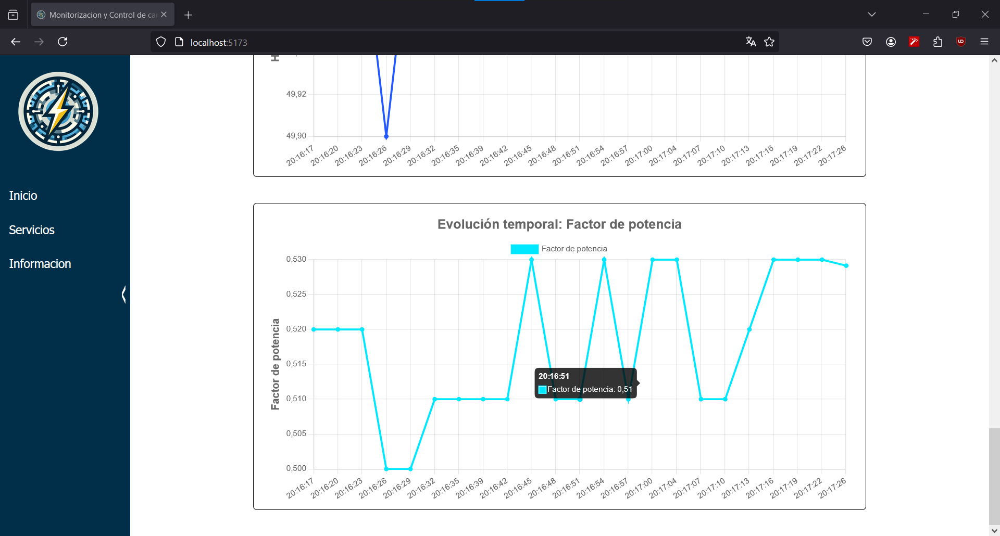 Monitorizacion y Control de car
localhost:5173
Inicio
Servicios
Informacion
H
49,92
49,90
20:16:17 20:16:20 20:16:23 20:16:26 20:16:29 20:16:32 20:16:35 20:16:39 20:16:42 20:16:45 20:16:48 20:16:51 20:16:54 20:16:57 20:17:00 20:17:04 20:17:07 20:17:10 20:17:13 20:17:16 20:17:19 20:17:22 20:17:26
Evolución temporal: Factor de potencia
Factor de potencia
Factor de potencia
0,530
0,525
0,520
0,515
0,510
0,505
0,500
20:16:51
Factor de potencia: 0,51
20:16:17 20:16:20 20:16:23 20:16:26 20:16:29 20:16:32 20:16:35 20:16:39 20:16:42 20:16:45 20:16:48 20:16:51 20:16:54 20:16:57 20:17:00 20:17:04 20:17:07 20:17:10 20:17:13 20:17:16 20:17:19 20:17:22 20:17:26